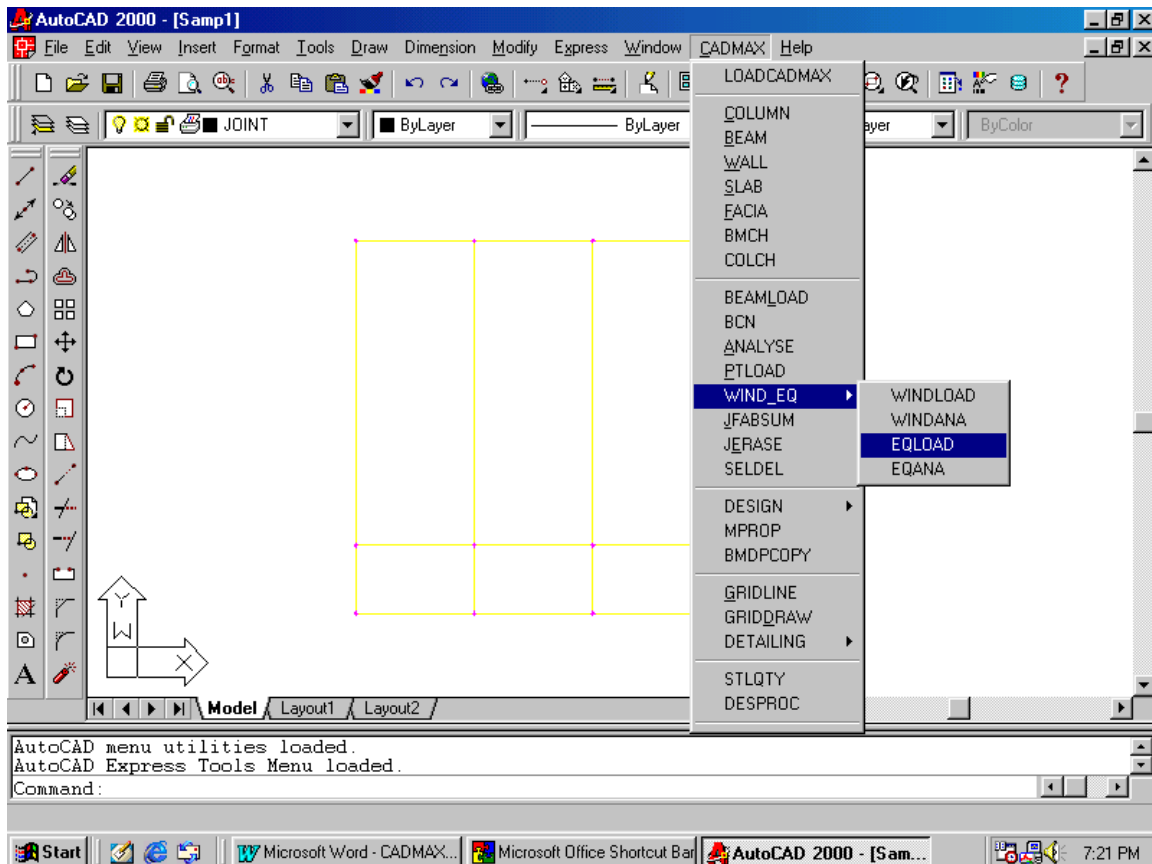 AutoCAD 2000 - [Samp1]
File Edit View Insert Format Tools Draw Dimension Modify Express Window CADMAX Help
JOINT ByLayer ByLayer ayer ByColor
LOADCADMAX
COLUMN
BEAM
WALL
SLAB
FACIA
BMCH
COLCH
BEAMLOAD
BCN
ANALYSE
PTLOAD
WIND_EQ
JFABSUM
JERASE
SELDEL
DESIGN
MPROP
BMDPCOPY
GRIDLINE
GRIDDRAW
DETAILING
STLQTY
DESPROC
WINDLOAD
WINDANA
EQLOAD
EQANA
Y
W
X
A
Model Layout1 Layout2
AutoCAD menu utilities loaded.
AutoCAD Express Tools Menu loaded.
Command:
Start Microsoft Word - CADMAX... Microsoft Office Shortcut Bar AutoCAD 2000 - [Sam... 7:21 PM